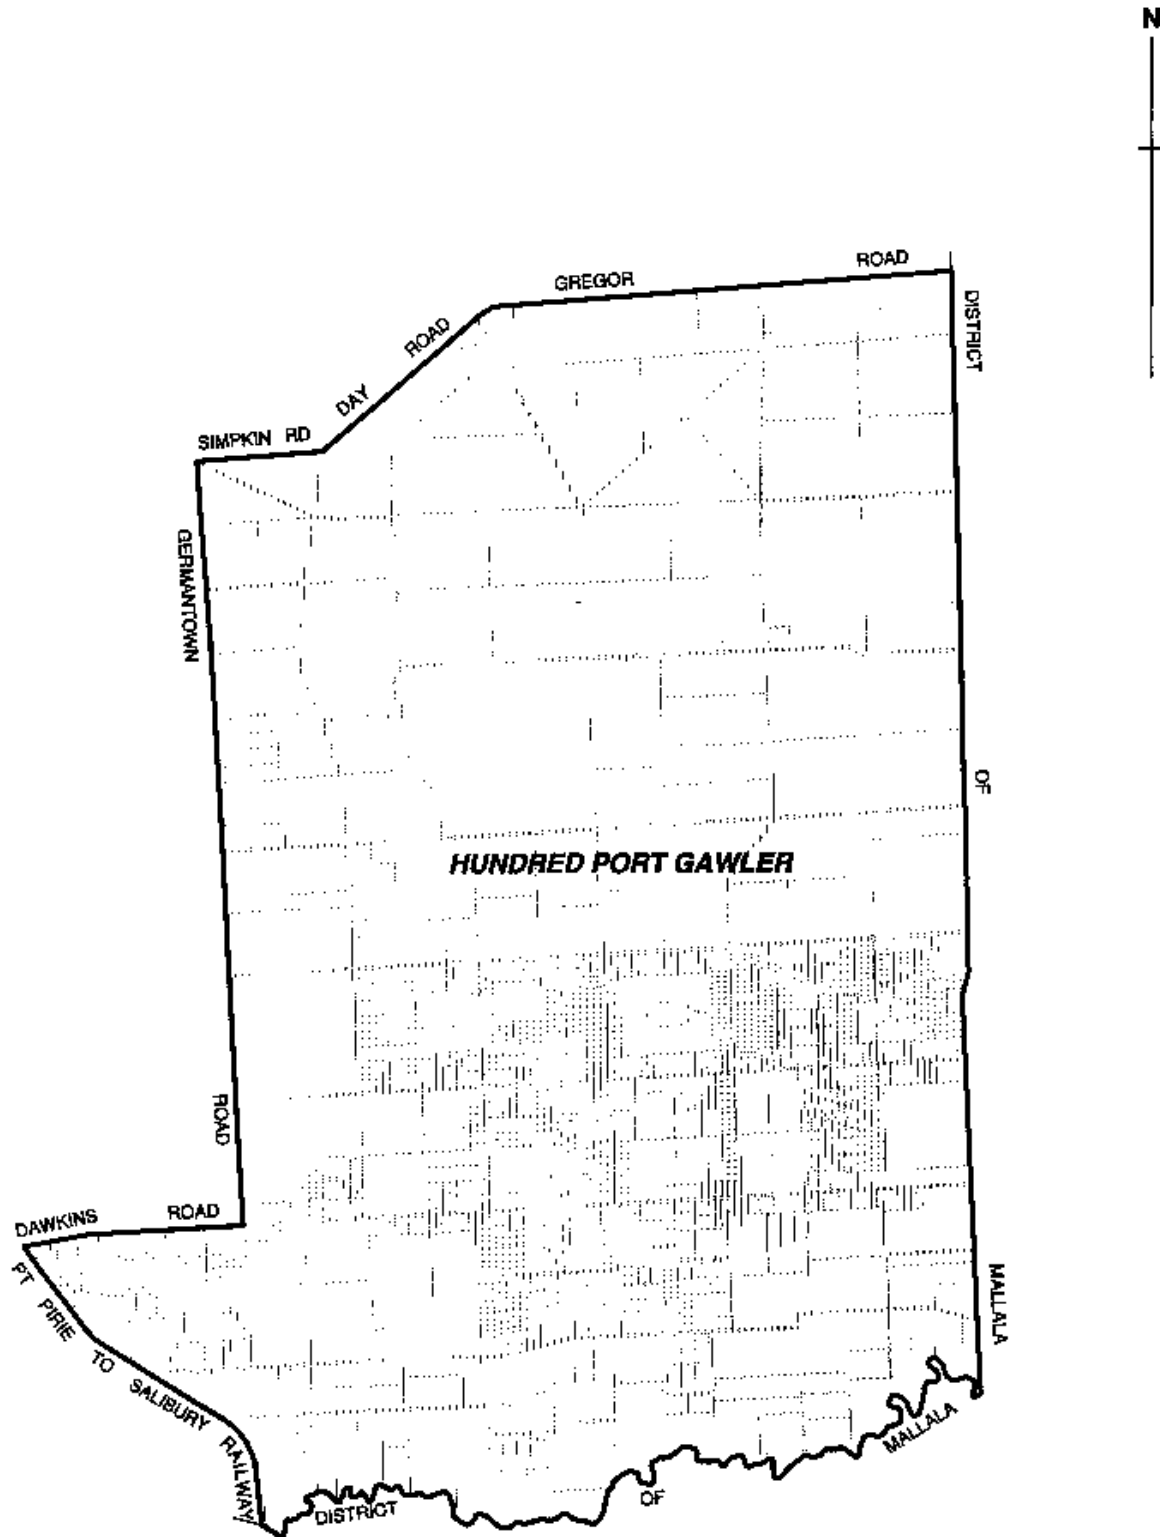 N
GREGOR ROAD
DAY ROAD
SIMPKIN RD
DISTRICT OF MALLALA
GERMANTOWN ROAD
HUNDRED PORT GAWLER
DAWKINS ROAD
PT PIRIE TO SALIBURY RAILWAY
DISTRICT OF MALLALA